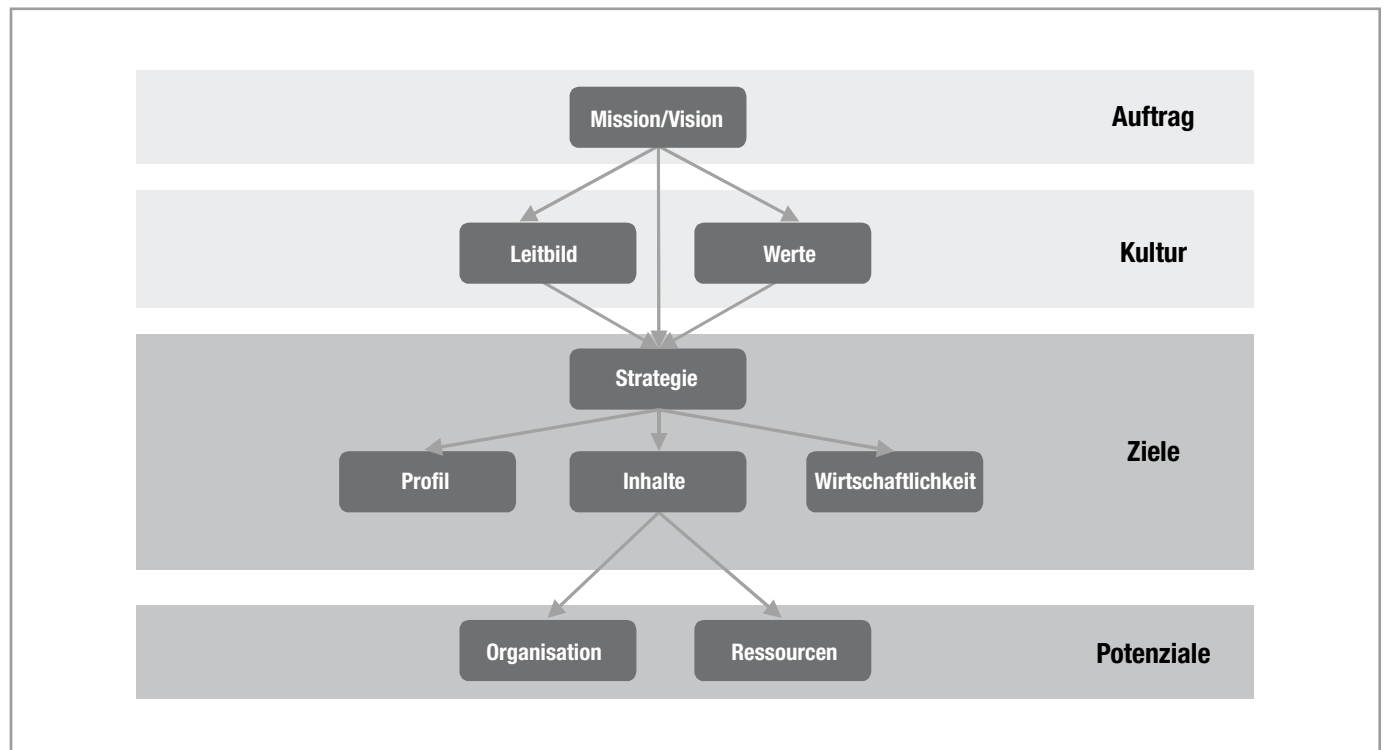 Mission/Vision
Auftrag
Leitbild
Werte
Kultur
Strategie
Ziele
Profil
Inhalte
Wirtschaftlichkeit
Organisation
Ressourcen
Potenziale